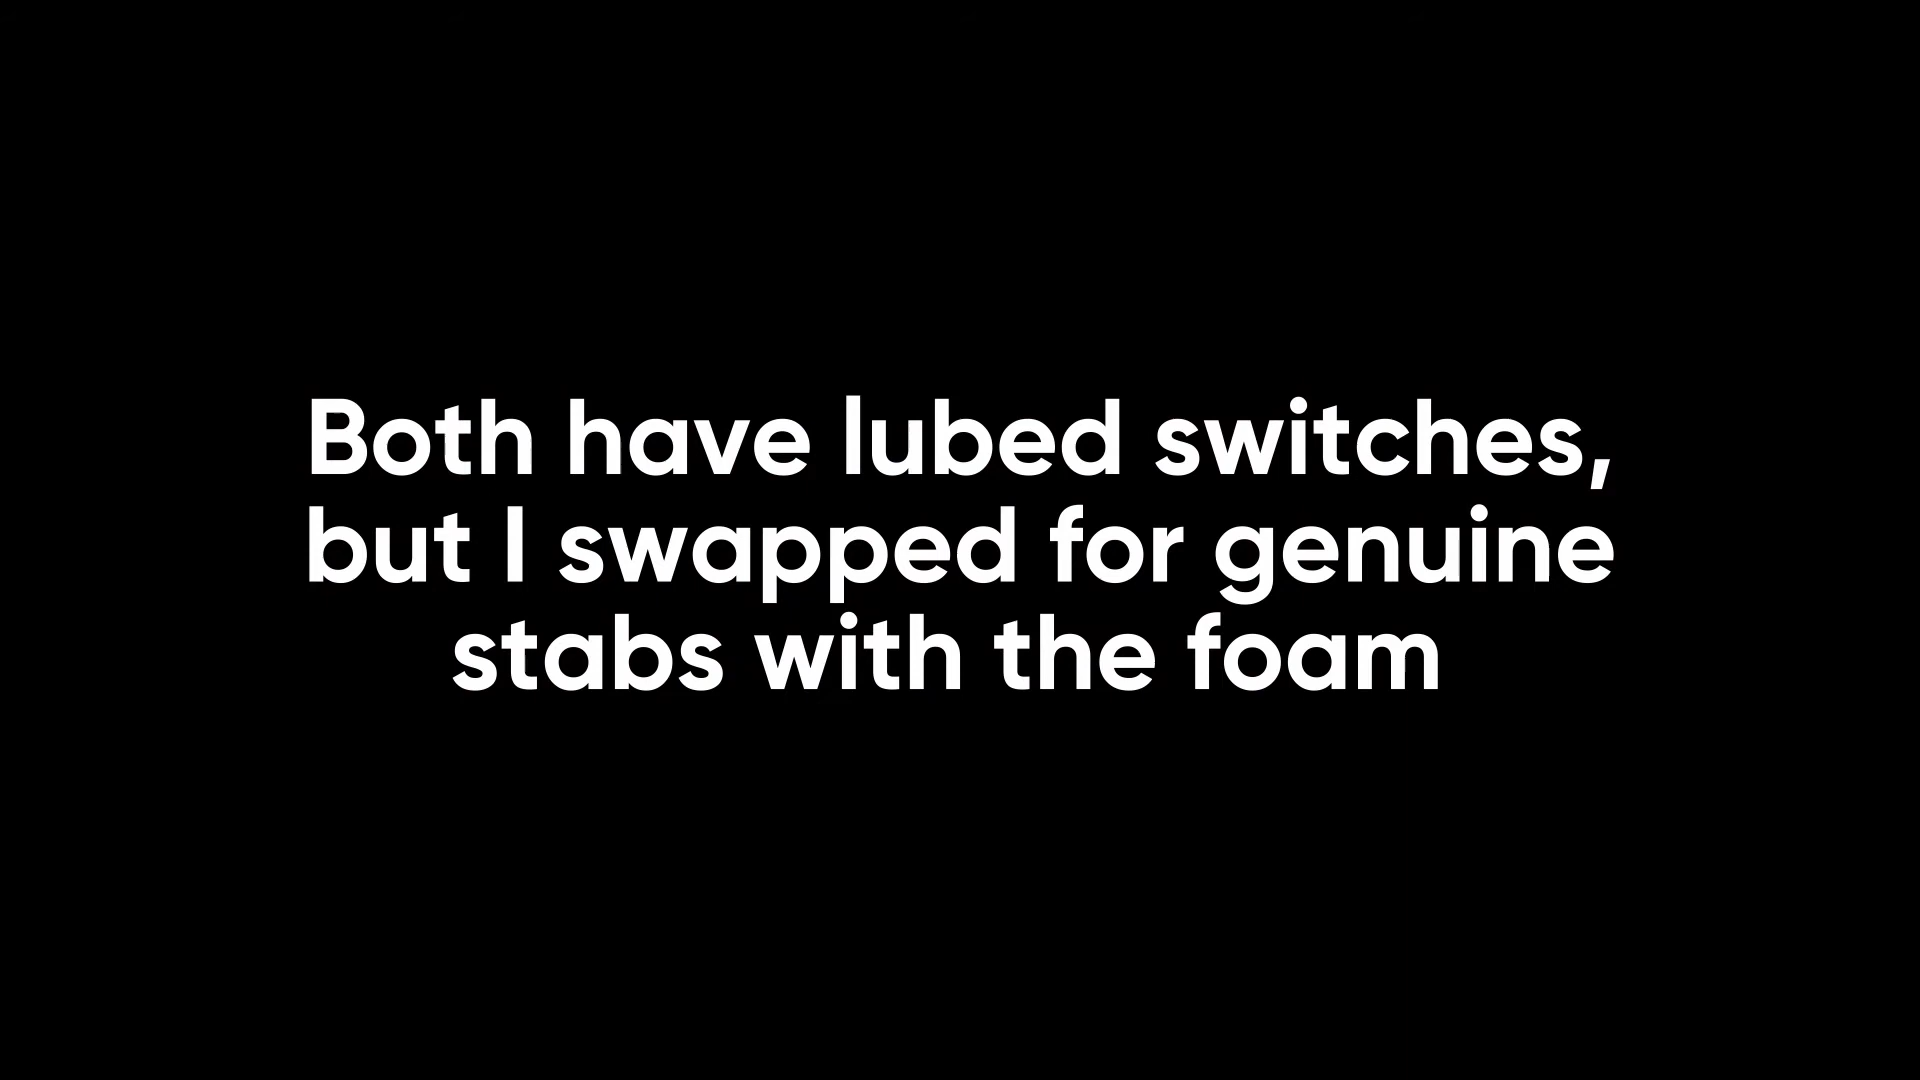 Both have lubed switches,
but I swapped for genuine
stabs with the foam